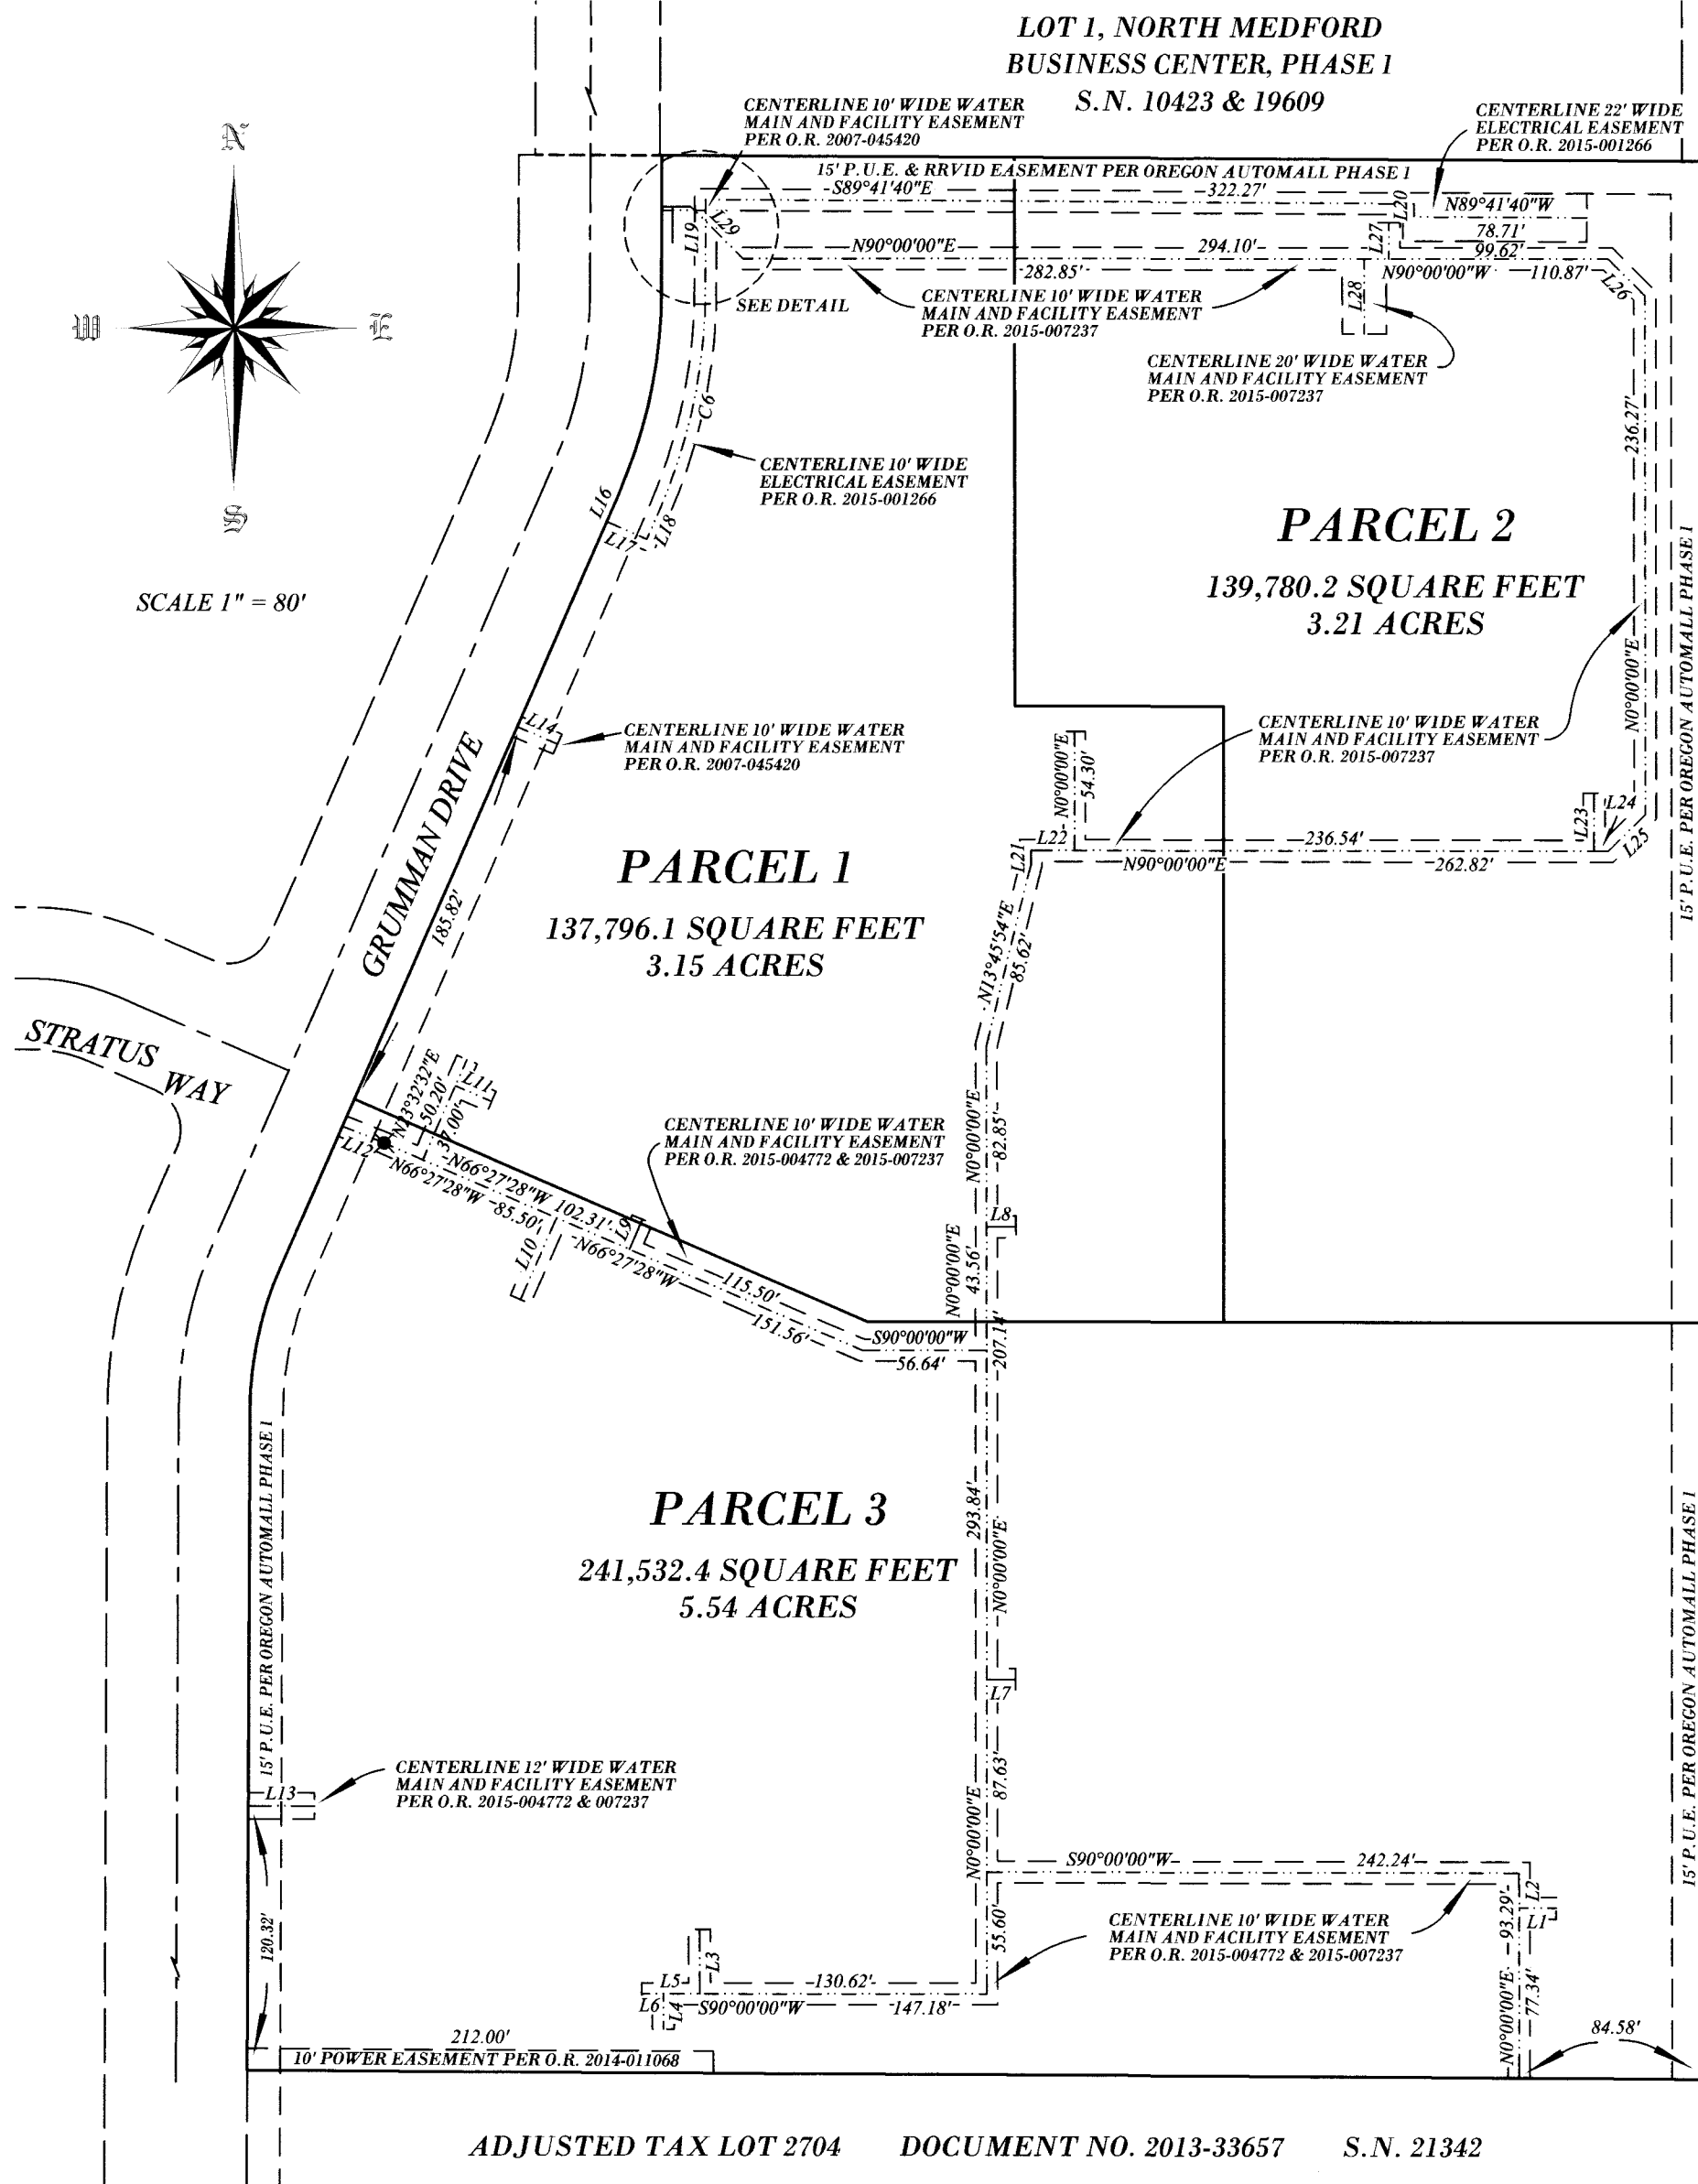 LOT 1, NORTH MEDFORD
BUSINESS CENTER, PHASE 1
S.N. 10423 & 19609
CENTERLINE 10' WIDE WATER
MAIN AND FACILITY EASEMENT
PER O.R. 2007-045420
CENTERLINE 22' WIDE
ELECTRICAL EASEMENT
PER O.R. 2015-001266
N
W
E
S
SCALE 1" = 80'
15' P.U.E. & RRVID EASEMENT PER OREGON AUTOMALL PHASE 1
S89°41'40"E
322.27'
L20
N89°41'40"W
78.71'
99.62'
L19
L29
L27
N90°00'00"E
294.10'
282.85'
N90°00'00"W
110.87'
L26
L28
SEE DETAIL
CENTERLINE 10' WIDE WATER
MAIN AND FACILITY EASEMENT
PER O.R. 2015-007237
CENTERLINE 20' WIDE WATER
MAIN AND FACILITY EASEMENT
PER O.R. 2015-007237
C6
236.27'
CENTERLINE 10' WIDE
ELECTRICAL EASEMENT
PER O.R. 2015-001266
L16
L17
L18
PARCEL 2
139,780.2 SQUARE FEET
3.21 ACRES
15' P.U.E. PER OREGON AUTOMALL PHASE 1
N0°00'00"E
L14
CENTERLINE 10' WIDE WATER
MAIN AND FACILITY EASEMENT
PER O.R. 2007-045420
CENTERLINE 10' WIDE WATER
MAIN AND FACILITY EASEMENT
PER O.R. 2015-007237
N0°00'00"E
54.30'
L23
L24
L25
L21
L22
236.54'
N90°00'00"E
262.82'
GRUMMAN DRIVE
185.82'
PARCEL 1
137,796.1 SQUARE FEET
3.15 ACRES
N13°45'54"E
85.62'
STRATUS
WAY
N23°32'32"E
50.20'
37.00'
L11
L12
N66°27'28"W
102.31'
N66°27'28"W
85.50'
L9
L10
N66°27'28"W
CENTERLINE 10' WIDE WATER
MAIN AND FACILITY EASEMENT
PER O.R. 2015-004772 & 2015-007237
N0°00'00"E
82.85'
L8
N0°00'00"E
43.56'
115.50'
151.56'
S90°00'00"W
56.64'
207.14'
PARCEL 3
241,532.4 SQUARE FEET
5.54 ACRES
15' P.U.E. PER OREGON AUTOMALL PHASE 1
293.84'
N0°00'00"E
15' P.U.E. PER OREGON AUTOMALL PHASE 1
L7
L13
CENTERLINE 12' WIDE WATER
MAIN AND FACILITY EASEMENT
PER O.R. 2015-004772 & 007237
87.63'
N0°00'00"E
S90°00'00"W
242.24'
120.32'
55.60'
CENTERLINE 10' WIDE WATER
MAIN AND FACILITY EASEMENT
PER O.R. 2015-004772 & 2015-007237
93.29'
L2
L1
L3
L5
130.62'
L6
L4
S90°00'00"W
147.18'
N0°00'00"E
77.34'
84.58'
212.00'
10' POWER EASEMENT PER O.R. 2014-011068
ADJUSTED TAX LOT 2704 DOCUMENT NO. 2013-33657 S.N. 21342